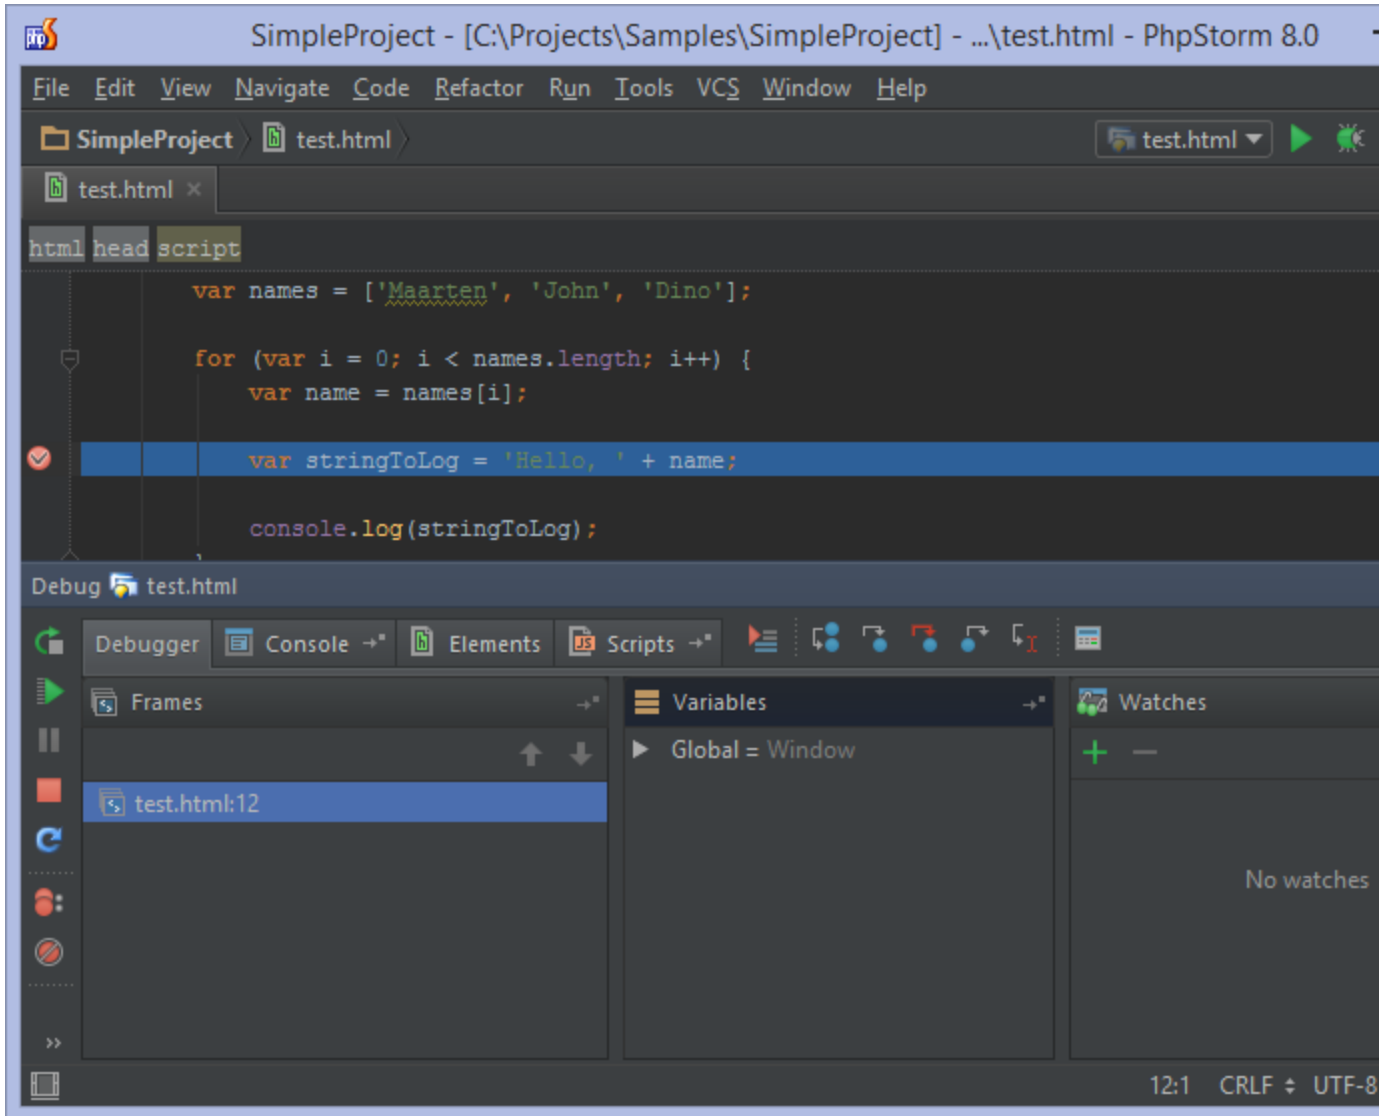 SimpleProject - [C:\Projects\Samples\SimpleProject] - ...\test.html - PhpStorm 8.0
File Edit View Navigate Code Refactor Run Tools VCS Window Help
SimpleProject test.html test.html
test.html
html head script
var names = ['Maarten', 'John', 'Dino'];
for (var i = 0; i < names.length; i++) {
var name = names[i];
var stringToLog = 'Hello, ' + name;
console.log(stringToLog);
Debug test.html
Debugger Console Elements Scripts
Frames Variables Watches
Global = Window
test.html:12
No watches
12:1 CRLF UTF-8